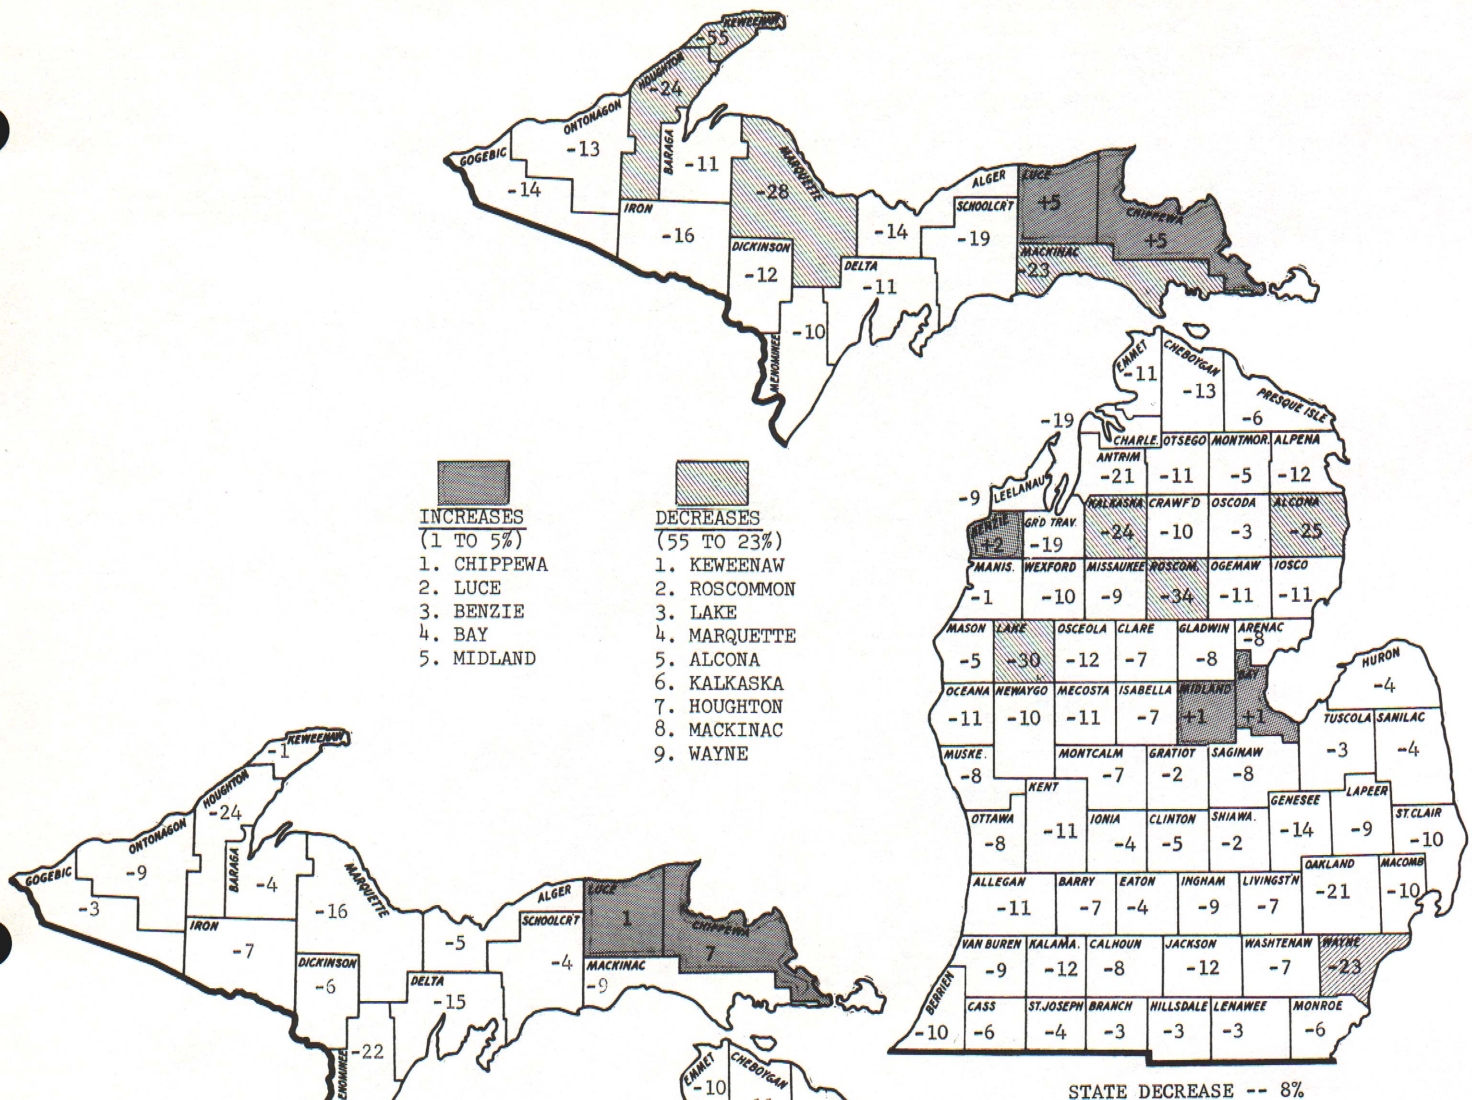 KEWEENAW
-55
HOUGHTON
-24
ONTONAGON
-13
BARAGA
-11
GOGEBIC
-14
MARQUETTE
-28
IRON
-16
ALGER
-14
LUCE
+5
SCHOOLCR'T
-19
CHIPPEWA
+5
MACKINAC
-23
DICKINSON
-12
DELTA
-11
MENOMINEE
-10
EMMET
-11
CHEBOYGAN
-13
PRESQUE ISLE
-6
-19
CHARLE. OTSEGO MONTMOR. ALPENA
ANTRIM
-21 -11 -5 -12
-9 LEELANAU
KALKASKA CRAWF'D OSCODA ALCONA
BENZIE GR'D TRAV.
+2 -19 -24 -10 -3 -25
MANIS. WEXFORD MISSAUKEE ROSCOM. OGEMAW IOSCO
-1 -10 -9 -34 -11 -11
MASON LAKE OSCEOLA CLARE GLADWIN ARENAC
-8
-5 -30 -12 -7 -8
BAY
HURON
-4
OCEANA NEWAYGO MECOSTA ISABELLA MIDLAND
-11 -10 -11 -7 +1 +1
TUSCOLA SANILAC
-3 -4
MUSKE. MONTCALM GRATIOT SAGINAW
-8 -7 -2 -8
KENT GENESEE LAPEER
OTTAWA IONIA CLINTON SHIAWA. ST.CLAIR
-8 -11 -4 -5 -2 -14 -9 -10
OAKLAND MACOMB
-21 -10
ALLEGAN BARRY EATON INGHAM LIVINGST'N
-11 -7 -4 -9 -7
VAN BUREN KALAMA. CALHOUN JACKSON WASHTENAW WAYNE
-9 -12 -8 -12 -7 -23
BERRIEN
CASS ST.JOSEPH BRANCH HILLSDALE LENAWEE MONROE
-10 -6 -4 -3 -3 -3 -6
STATE DECREASE -- 8%
INCREASES
(1 TO 5%)
1. CHIPPEWA
2. LUCE
3. BENZIE
4. BAY
5. MIDLAND
DECREASES
(55 TO 23%)
1. KEWEENAW
2. ROSCOMMON
3. LAKE
4. MARQUETTE
5. ALCONA
6. KALKASKA
7. HOUGHTON
8. MACKINAC
9. WAYNE
KEWEENAW
-1
HOUGHTON
-24
ONTONAGON
-9
BARAGA
-4
GOGEBIC
-3
MARQUETTE
-16
IRON
-7
ALGER
-5
LUCE
1
SCHOOLCR'T
-4
CHIPPEWA
7
MACKINAC
-9
DICKINSON
-6
DELTA
-15
-22
EMMET
-10
CHEBOYGAN